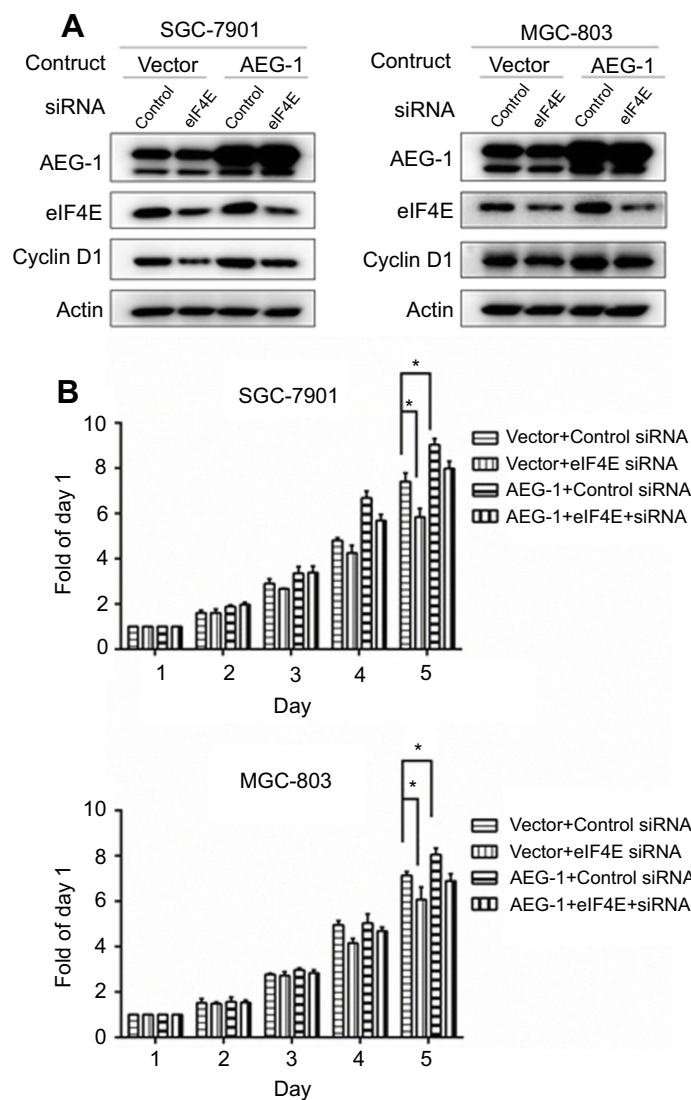 A
SGC-7901
Contruct Vector AEG-1
siRNA Control eIF4E Control eIF4E
AEG-1
eIF4E
Cyclin D1
Actin
MGC-803
Contruct Vector AEG-1
siRNA Control eIF4E Control eIF4E
AEG-1
eIF4E
Cyclin D1
Actin
B
SGC-7901
Fold of day 1
10
8
6
4
2
0
* *
1 2 3 4 5
Day
Vector+Control siRNA
Vector+eIF4E siRNA
AEG-1+Control siRNA
AEG-1+eIF4E+siRNA
MGC-803
Fold of day 1
10
8
6
4
2
0
* *
1 2 3 4 5
Day
Vector+Control siRNA
Vector+eIF4E siRNA
AEG-1+Control siRNA
AEG-1+eIF4E+siRNA